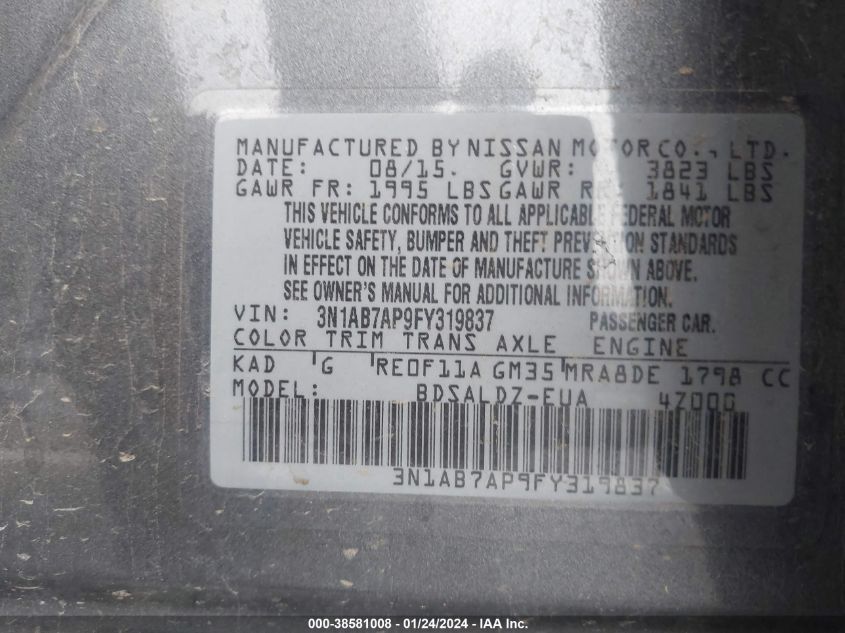 MANUFACTURED BY NISSAN MOTOR CO., LTD.
DATE: 08/15. GVWR: 3823 LBS
GAWR FR: 1995 LBS GAWR RR: 1841 LBS
THIS VEHICLE CONFORMS TO ALL APPLICABLE FEDERAL MOTOR
VEHICLE SAFETY, BUMPER AND THEFT PREVENTION STANDARDS
IN EFFECT ON THE DATE OF MANUFACTURE SHOWN ABOVE.
SEE OWNER'S MANUAL FOR ADDITIONAL INFORMATION.
VIN: 3N1AB7AP9FY319837 PASSENGER CAR.
COLOR TRIM TRANS AXLE ENGINE
KAD G RE0F11A GM35 MRA8DE 1798 CC
MODEL: BDSALDZ-EUA 4Z000
3N1AB7AP9FY319837
000-38581008 - 01/24/2024 - IAA Inc.